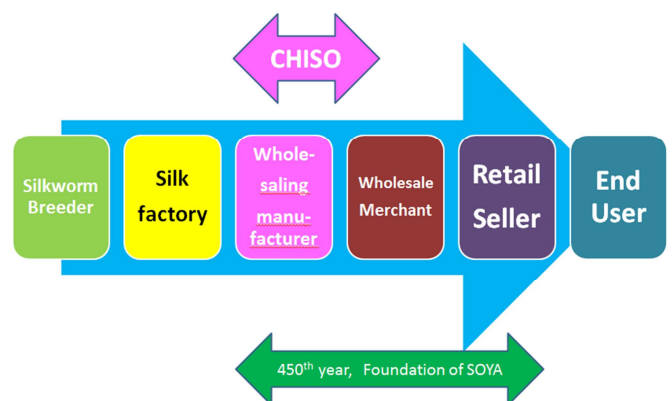 CHISO
Silkworm
Breeder
Silk
factory
Whole-
saling
manu-
facturer
Wholesale
Merchant
Retail
Seller
End
User
450th year, Foundation of SOYA